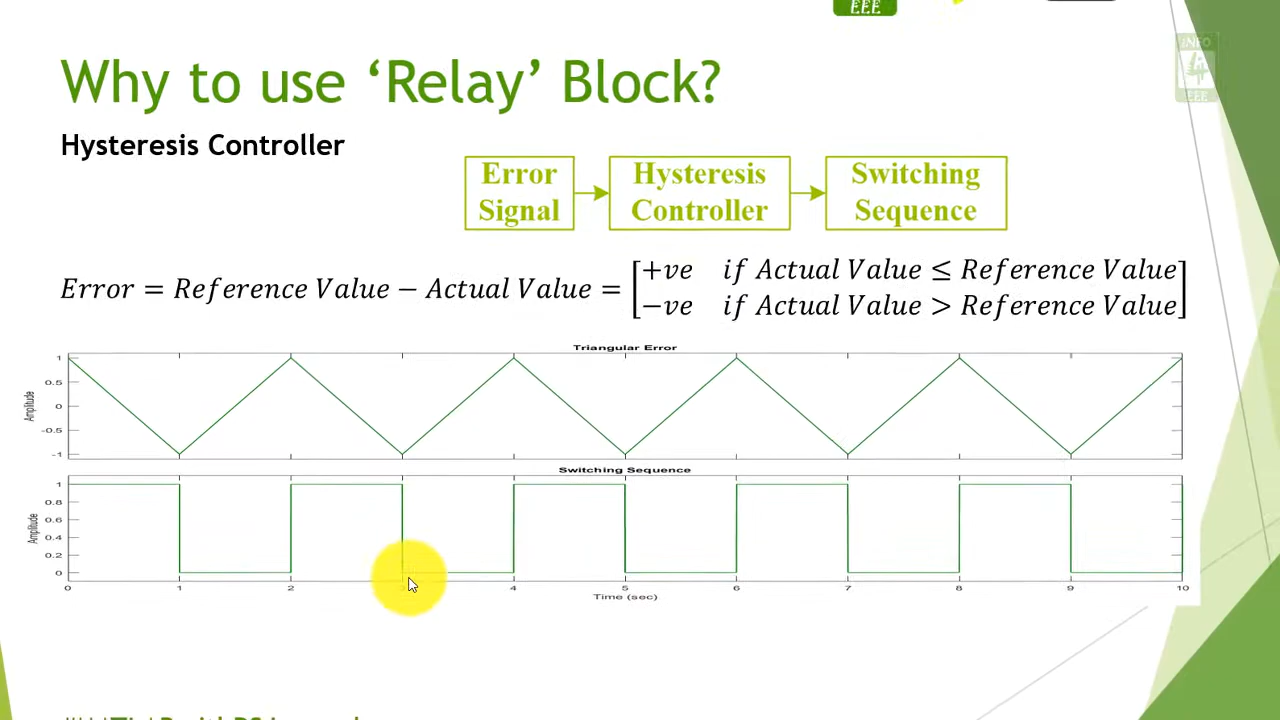 EEE
Why to use ‘Relay’ Block?
INFO
4
EEE
Hysteresis Controller
Error
Signal
Hysteresis
Controller
Switching
Sequence
Error = Reference Value − Actual Value = [+ve if Actual Value ≤ Reference Value
−ve if Actual Value > Reference Value]
Triangular Error
Amplitude
1
0.5
0
-0.5
-1
Switching Sequence
Amplitude
1
0.8
0.6
0.4
0.2
0
0 1 2 3 4 5 6 7 8 9 10
Time (sec)